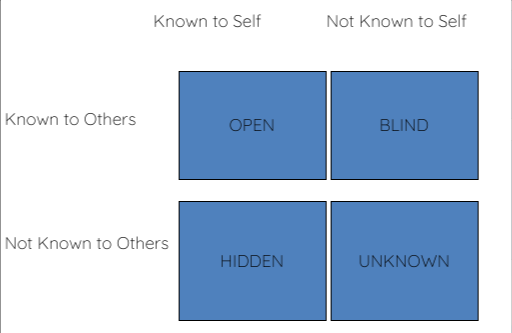 Known to Self
Not Known to Self
Known to Others
OPEN
BLIND
Not Known to Others
HIDDEN
UNKNOWN